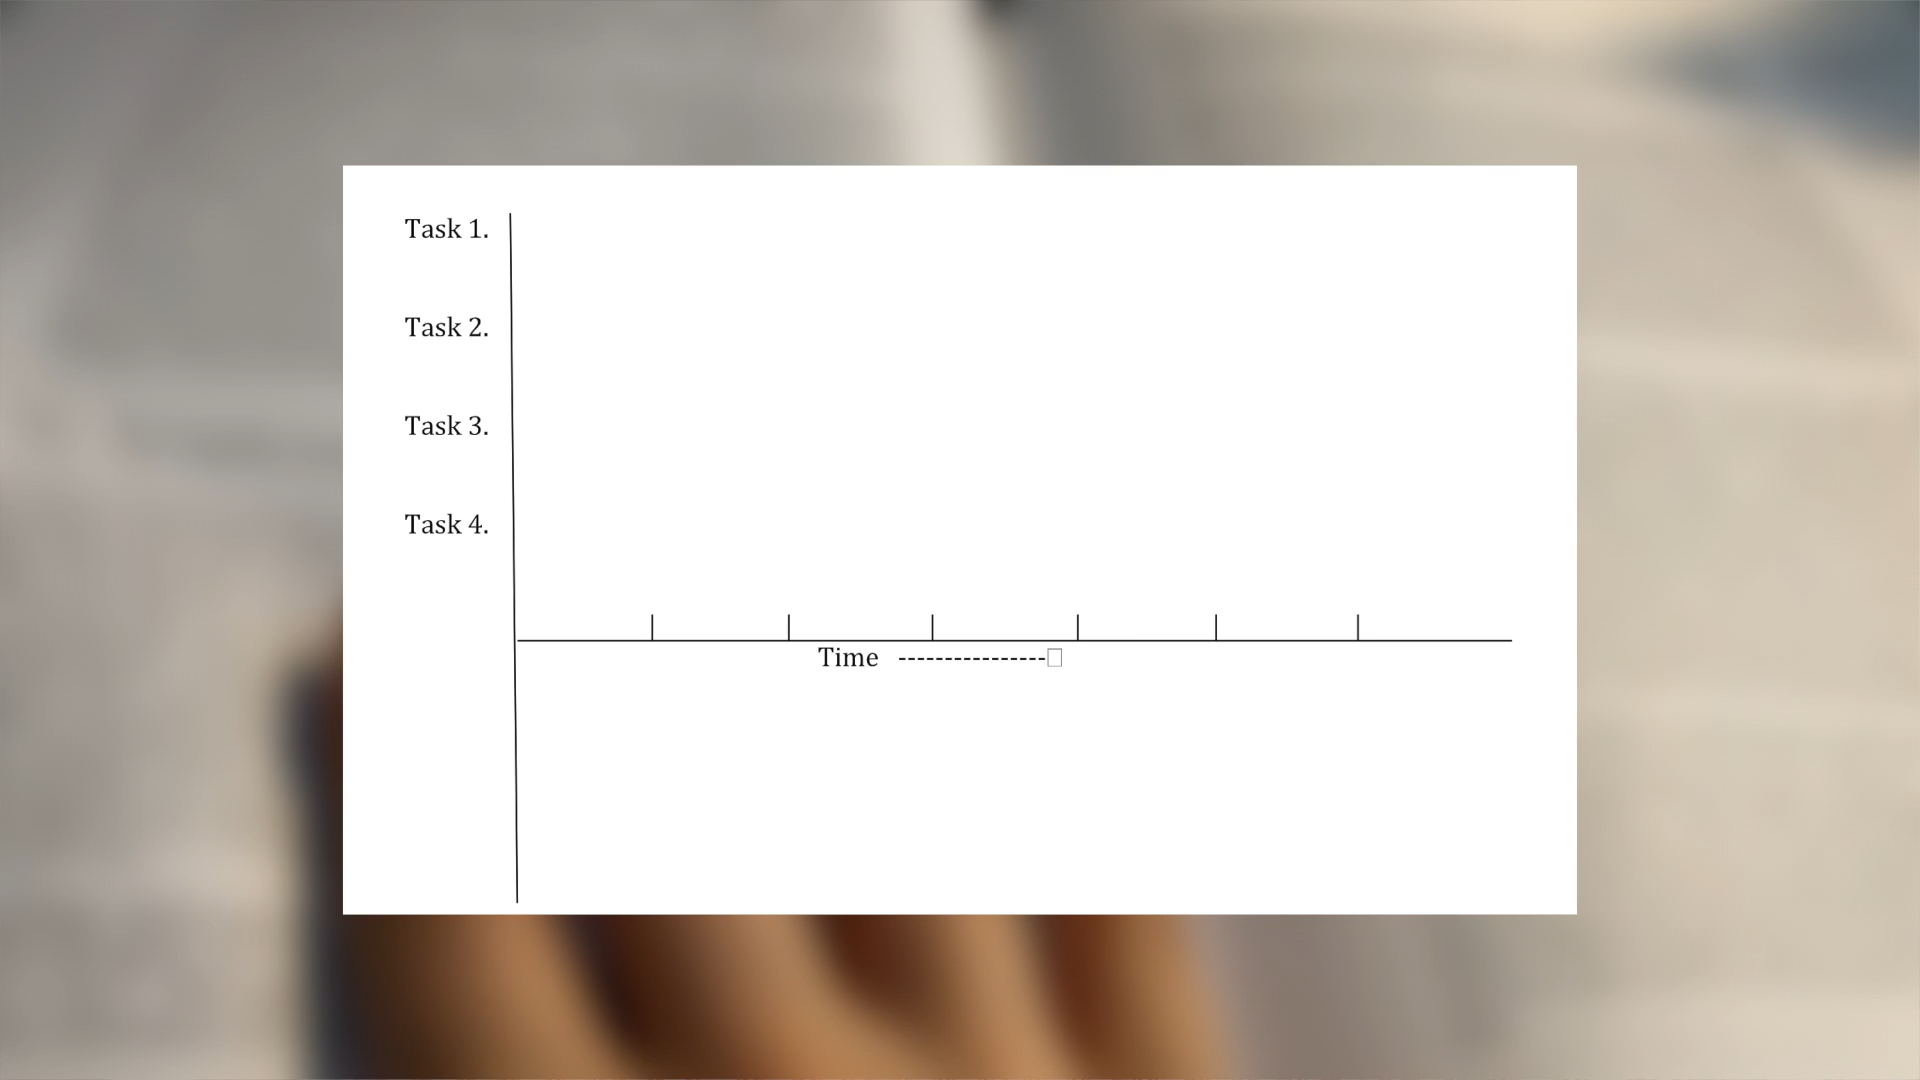 Task 1.
Task 2.
Task 3.
Task 4.
Time ----------------□